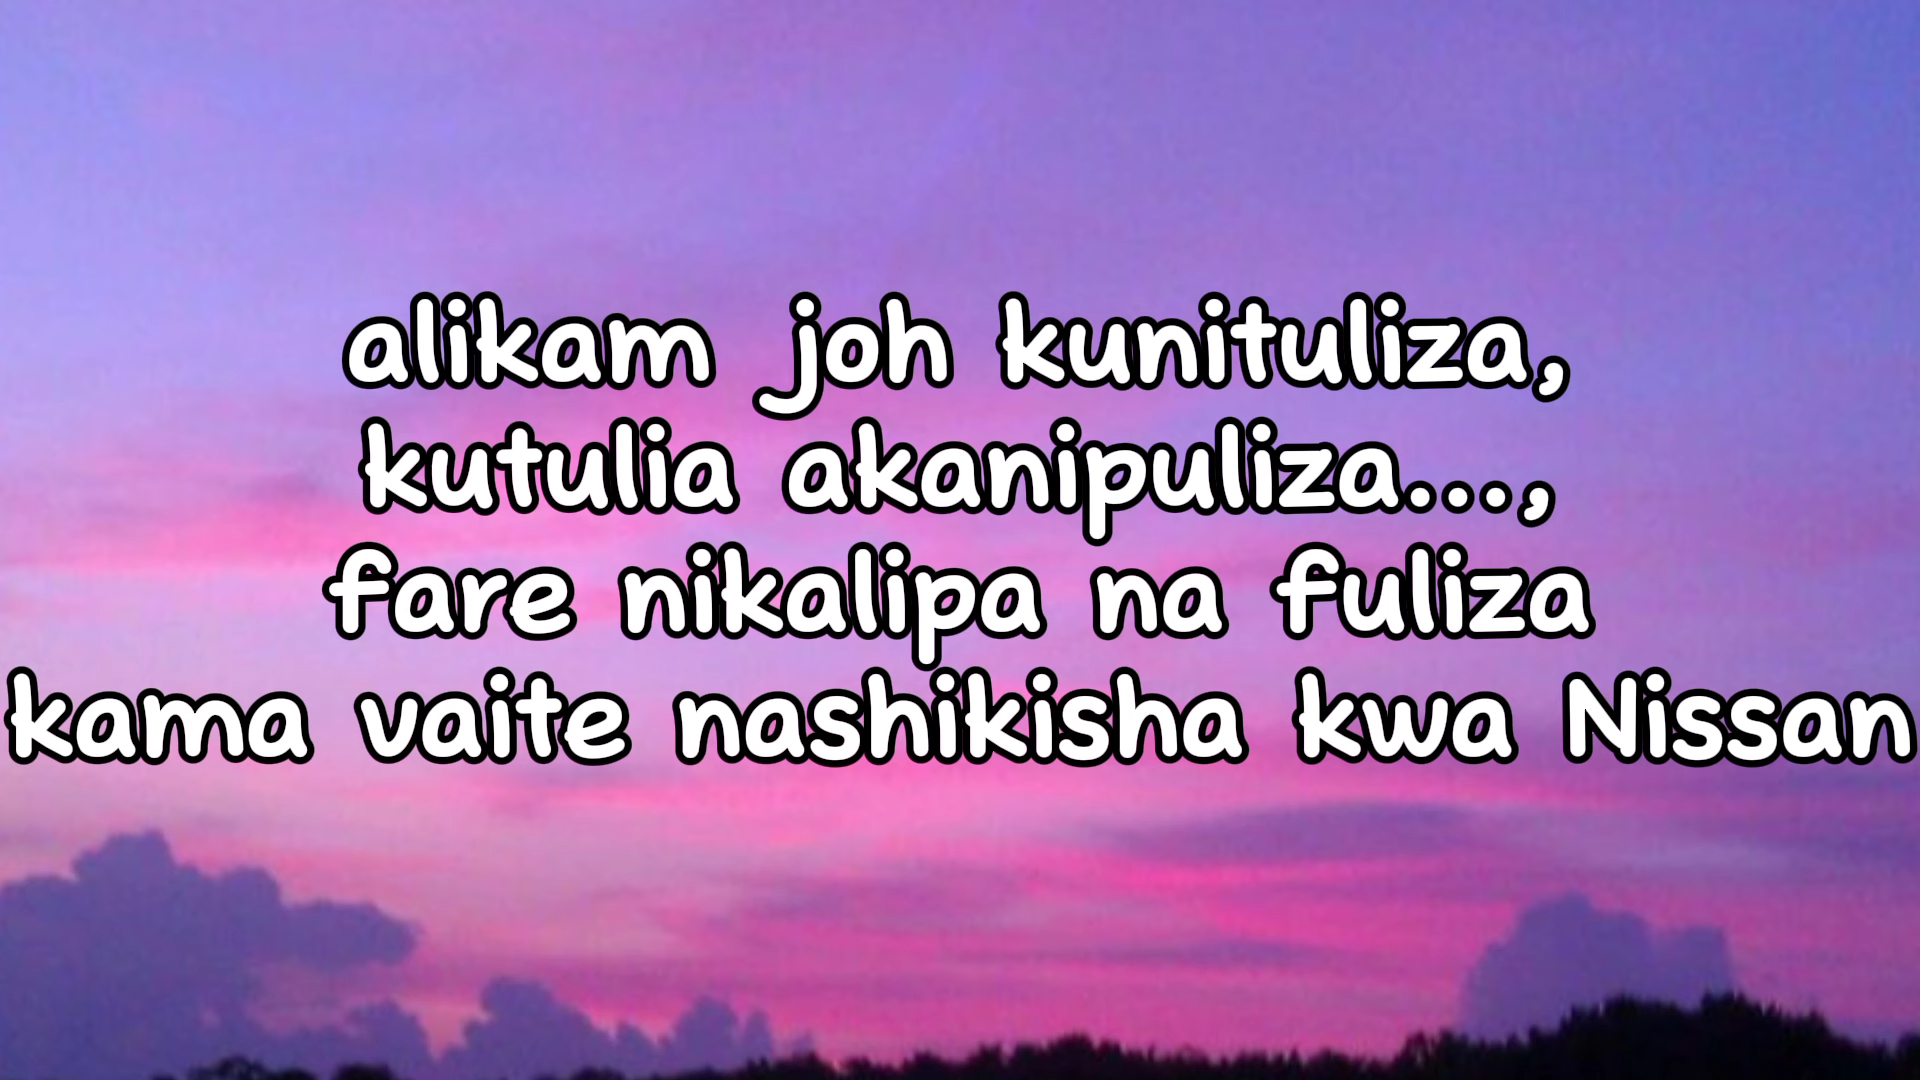 alikam joh kunituliza,
kutulia akanipuliza...,
fare nikalipa na fuliza
kama vaite nashikisha kwa Nissan